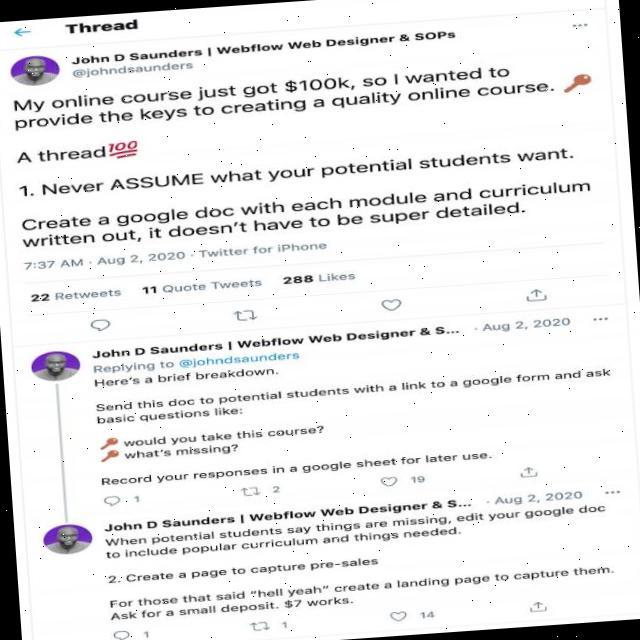 Thread
John D Saunders | Webflow Web Designer & SOPs
@johndsaunders
My online course just got $100k, so I wanted to
provide the keys to creating a quality online course. 🔑
A thread💯
1. Never ASSUME what your potential students want.
Create a google doc with each module and curriculum
written out, it doesn't have to be super detailed.
7:37 AM · Aug 2, 2020 · Twitter for iPhone
22 Retweets 11 Quote Tweets 288 Likes
John D Saunders | Webflow Web Designer & S... · Aug 2, 2020
Replying to @johndsaunders
Here's a brief breakdown.
Send this doc to potential students with a link to a google form and ask
basic questions like:
🔑 would you take this course?
🔑 what's missing?
Record your responses in a google sheet for later use.
1 2 19
John D Saunders | Webflow Web Designer & S... · Aug 2, 2020
When potential students say things are missing, edit your google doc
to include popular curriculum and things needed.
2. Create a page to capture pre-sales
For those that said "hell yeah" create a landing page to capture them.
Ask for a small deposit. $7 works.
1 1 14